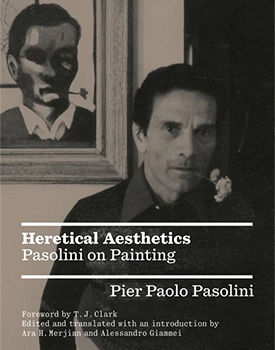 Heretical Aesthetics
Pasolini on Painting
Pier Paolo Pasolini
Foreword by T. J. Clark
Edited and translated with an introduction by
Ara H. Merjian and Alessandro Giammei